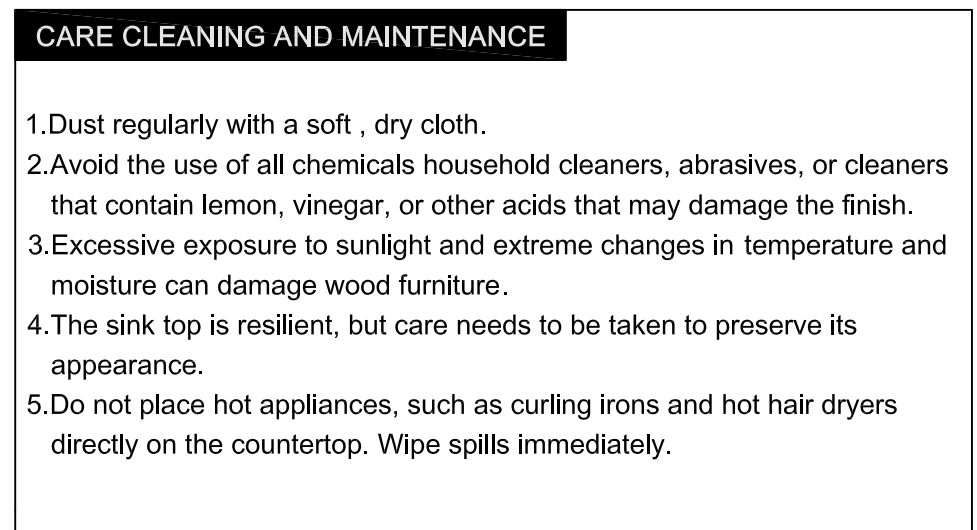 CARE CLEANING AND MAINTENANCE
1.Dust regularly with a soft , dry cloth.
2.Avoid the use of all chemicals household cleaners, abrasives, or cleaners
that contain lemon, vinegar, or other acids that may damage the finish.
3.Excessive exposure to sunlight and extreme changes in temperature and
moisture can damage wood furniture.
4.The sink top is resilient, but care needs to be taken to preserve its
appearance.
5.Do not place hot appliances, such as curling irons and hot hair dryers
directly on the countertop. Wipe spills immediately.